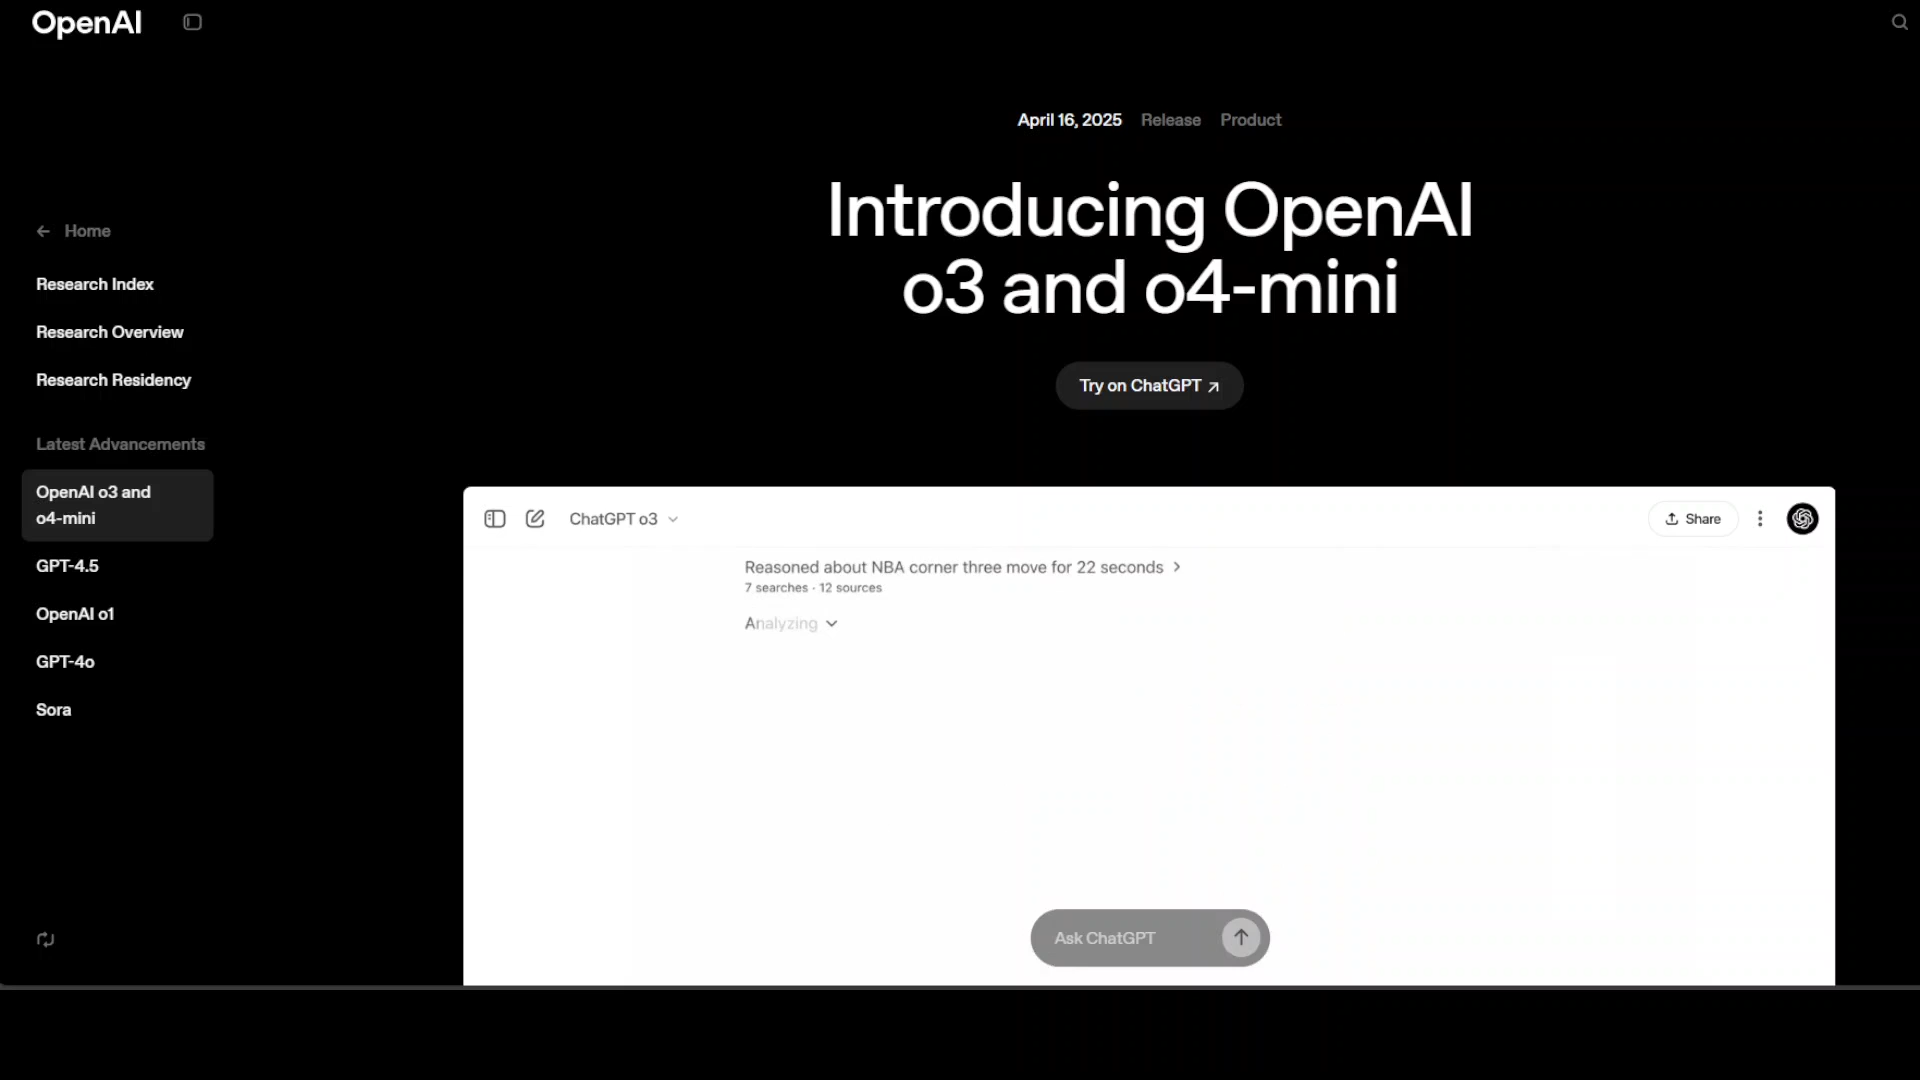 OpenAI
April 16, 2025 Release Product
Introducing OpenAI
o3 and o4-mini
Try on ChatGPT
Home
Research Index
Research Overview
Research Residency
Latest Advancements
OpenAI o3 and
o4-mini
GPT-4.5
OpenAI o1
GPT-4o
Sora
ChatGPT o3
Share
Reasoned about NBA corner three move for 22 seconds
7 searches · 12 sources
Analyzing
Ask ChatGPT